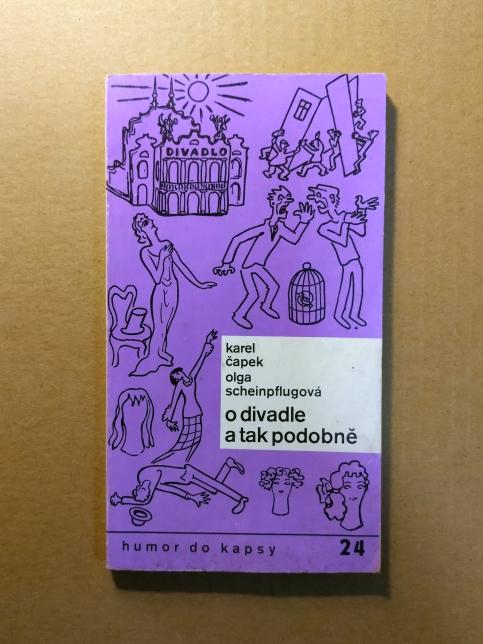 DIVADLO
karel
čapek
olga
scheinpflugová
o divadle
a tak podobně
humor do kapsy 24